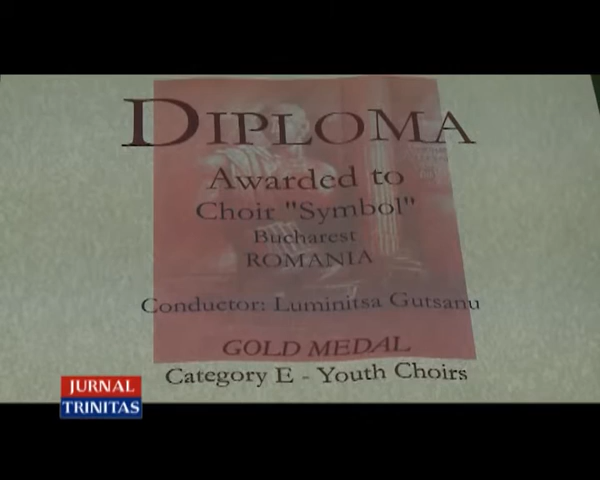 DIPLOMA
Awarded to
Choir "Symbol"
Bucharest
ROMANIA
Conductor: Luminitsa Gutsanu
GOLD MEDAL
Category E - Youth Choirs
JURNAL
TRINITAS